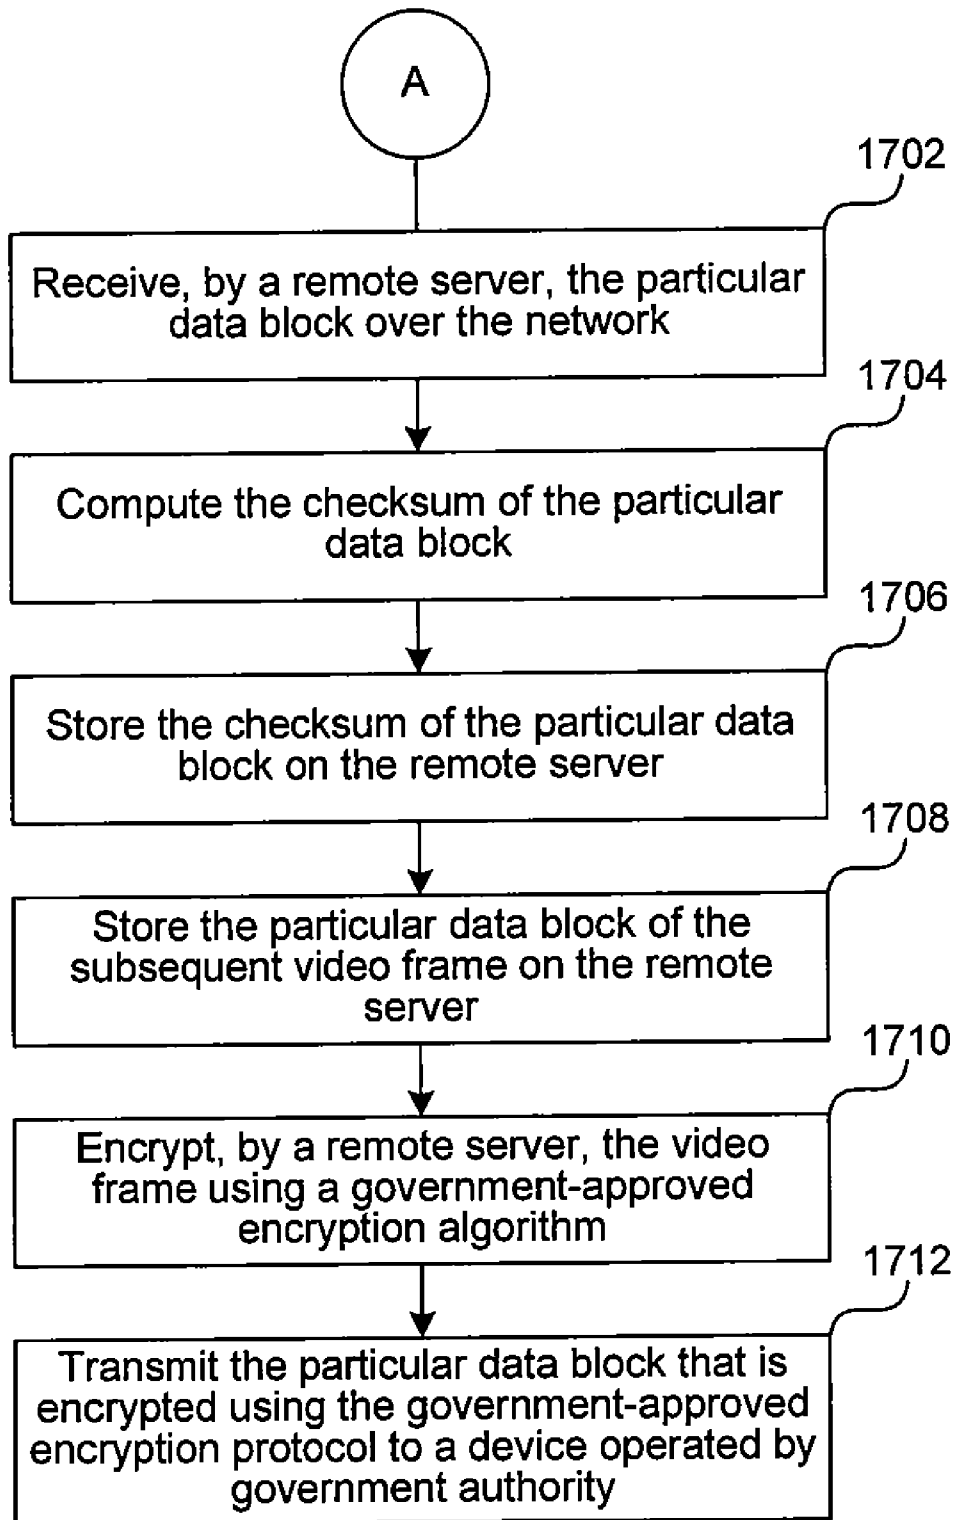 A
1702
Receive, by a remote server, the particular
data block over the network
1704
Compute the checksum of the particular
data block
1706
Store the checksum of the particular data
block on the remote server
1708
Store the particular data block of the
subsequent video frame on the remote
server
1710
Encrypt, by a remote server, the video
frame using a government-approved
encryption algorithm
1712
Transmit the particular data block that is
encrypted using the government-approved
encryption protocol to a device operated by
government authority